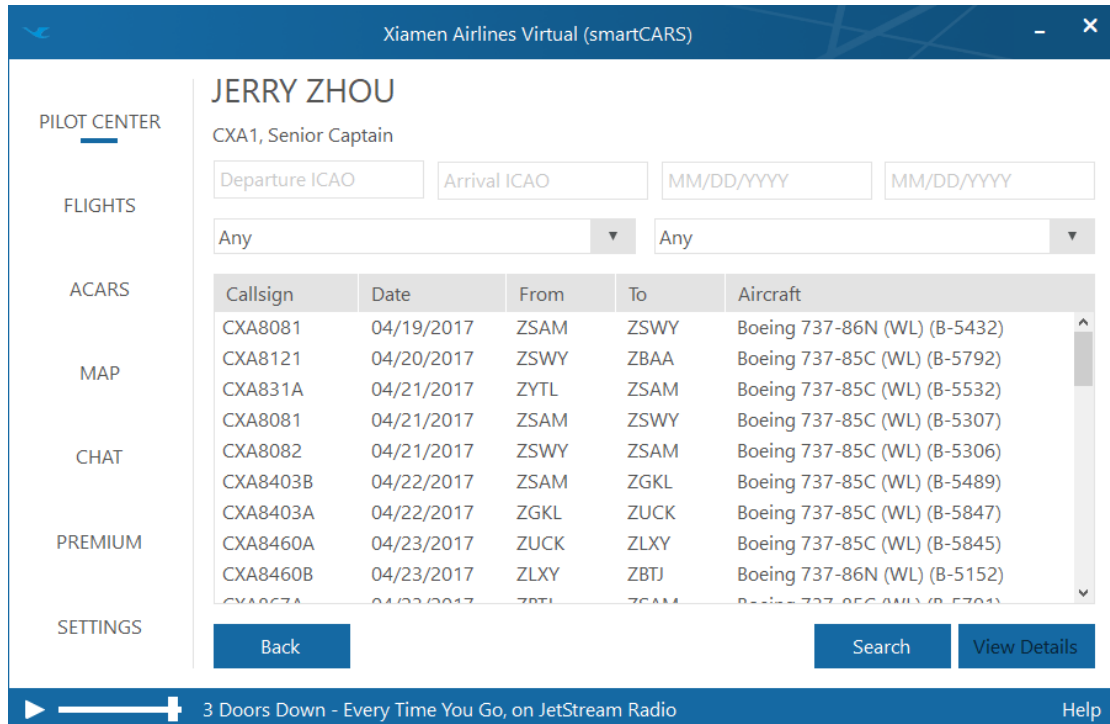 Xiamen Airlines Virtual (smartCARS)
JERRY ZHOU
PILOT CENTER
CXA1, Senior Captain
Departure ICAO Arrival ICAO MM/DD/YYYY MM/DD/YYYY
FLIGHTS
Any Any
ACARS
Callsign Date From To Aircraft
CXA8081 04/19/2017 ZSAM ZSWY Boeing 737-86N (WL) (B-5432)
CXA8121 04/20/2017 ZSWY ZBAA Boeing 737-85C (WL) (B-5792)
MAP
CXA831A 04/21/2017 ZYTL ZSAM Boeing 737-85C (WL) (B-5532)
CXA8081 04/21/2017 ZSAM ZSWY Boeing 737-85C (WL) (B-5307)
CHAT
CXA8082 04/21/2017 ZSWY ZSAM Boeing 737-85C (WL) (B-5306)
CXA8403B 04/22/2017 ZSAM ZGKL Boeing 737-85C (WL) (B-5489)
CXA8403A 04/22/2017 ZGKL ZUCK Boeing 737-85C (WL) (B-5847)
PREMIUM
CXA8460A 04/23/2017 ZUCK ZLXY Boeing 737-85C (WL) (B-5845)
CXA8460B 04/23/2017 ZLXY ZBTJ Boeing 737-86N (WL) (B-5152)
SETTINGS
Back Search View Details
3 Doors Down - Every Time You Go, on JetStream Radio Help